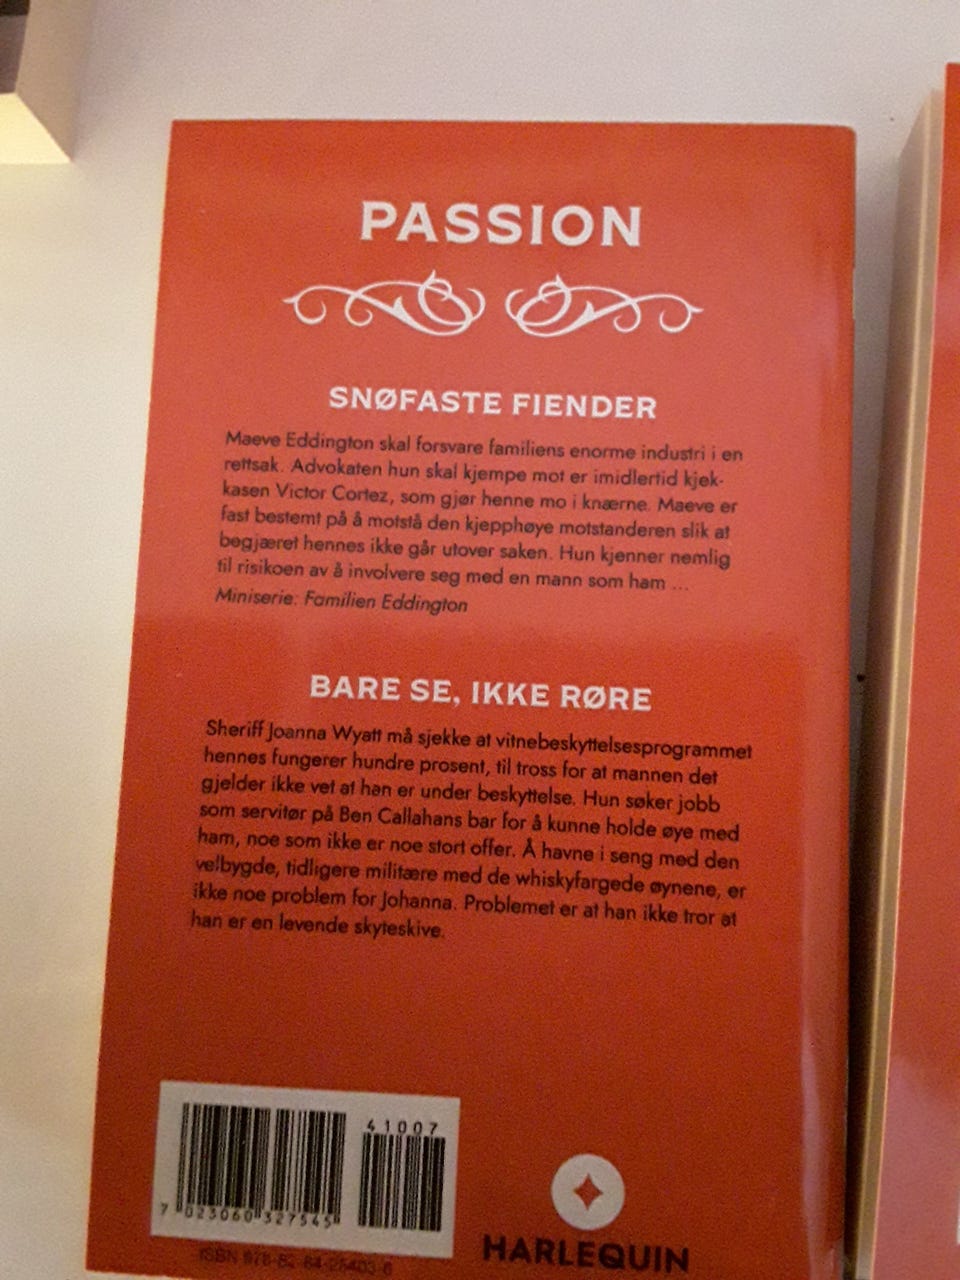 PASSION
SNØFASTE FIENDER
Maeve Eddington skal forsvare familiens enorme industri i en
rettsak. Advokaten hun skal kjempe mot er imidlertid kjek-
kasen Victor Cortez, som gjør henne mo i knærne. Maeve er
fast bestemt på å motstå den kjepphøye motstanderen slik at
begjæret hennes ikke går utover saken. Hun kjenner nemlig
til risikoen av å involvere seg med en mann som ham ...
Miniserie: Familien Eddington
BARE SE, IKKE RØRE
Sheriff Joanna Wyatt må sjekke at vitnebeskyttelsesprogrammet
hennes fungerer hundre prosent, til tross for at mannen det
gjelder ikke vet at han er under beskyttelse. Hun søker jobb
som servitør på Ben Callahans bar for å kunne holde øye med
ham, noe som ikke er noe stort offer. Å havne i seng med den
velbygde, tidligere militære med de whiskyfargede øynene, er
ikke noe problem for Johanna. Problemet er at han ikke tror at
han er en levende skyteskive.
41007
7 023060 327545
ISBN
HARLEQUIN